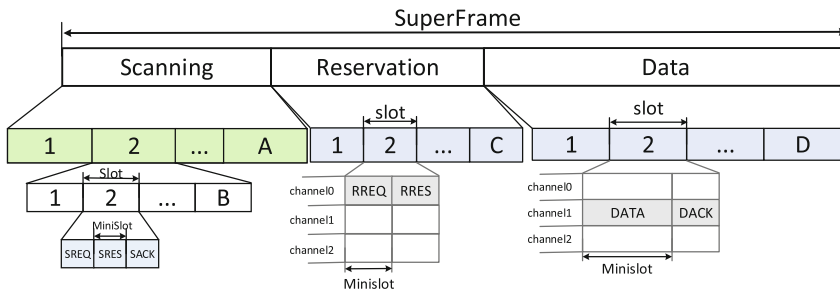 SuperFrame
Scanning Reservation Data
slot slot
1 2 ... A 1 2 ... C 1 2 ... D
Slot
1 2 ... B
channel0 RREQ RRES channel0
MiniSlot
channel1 channel1 DATA DACK
SREQ SRES SACK channel2 channel2
Minislot Minislot